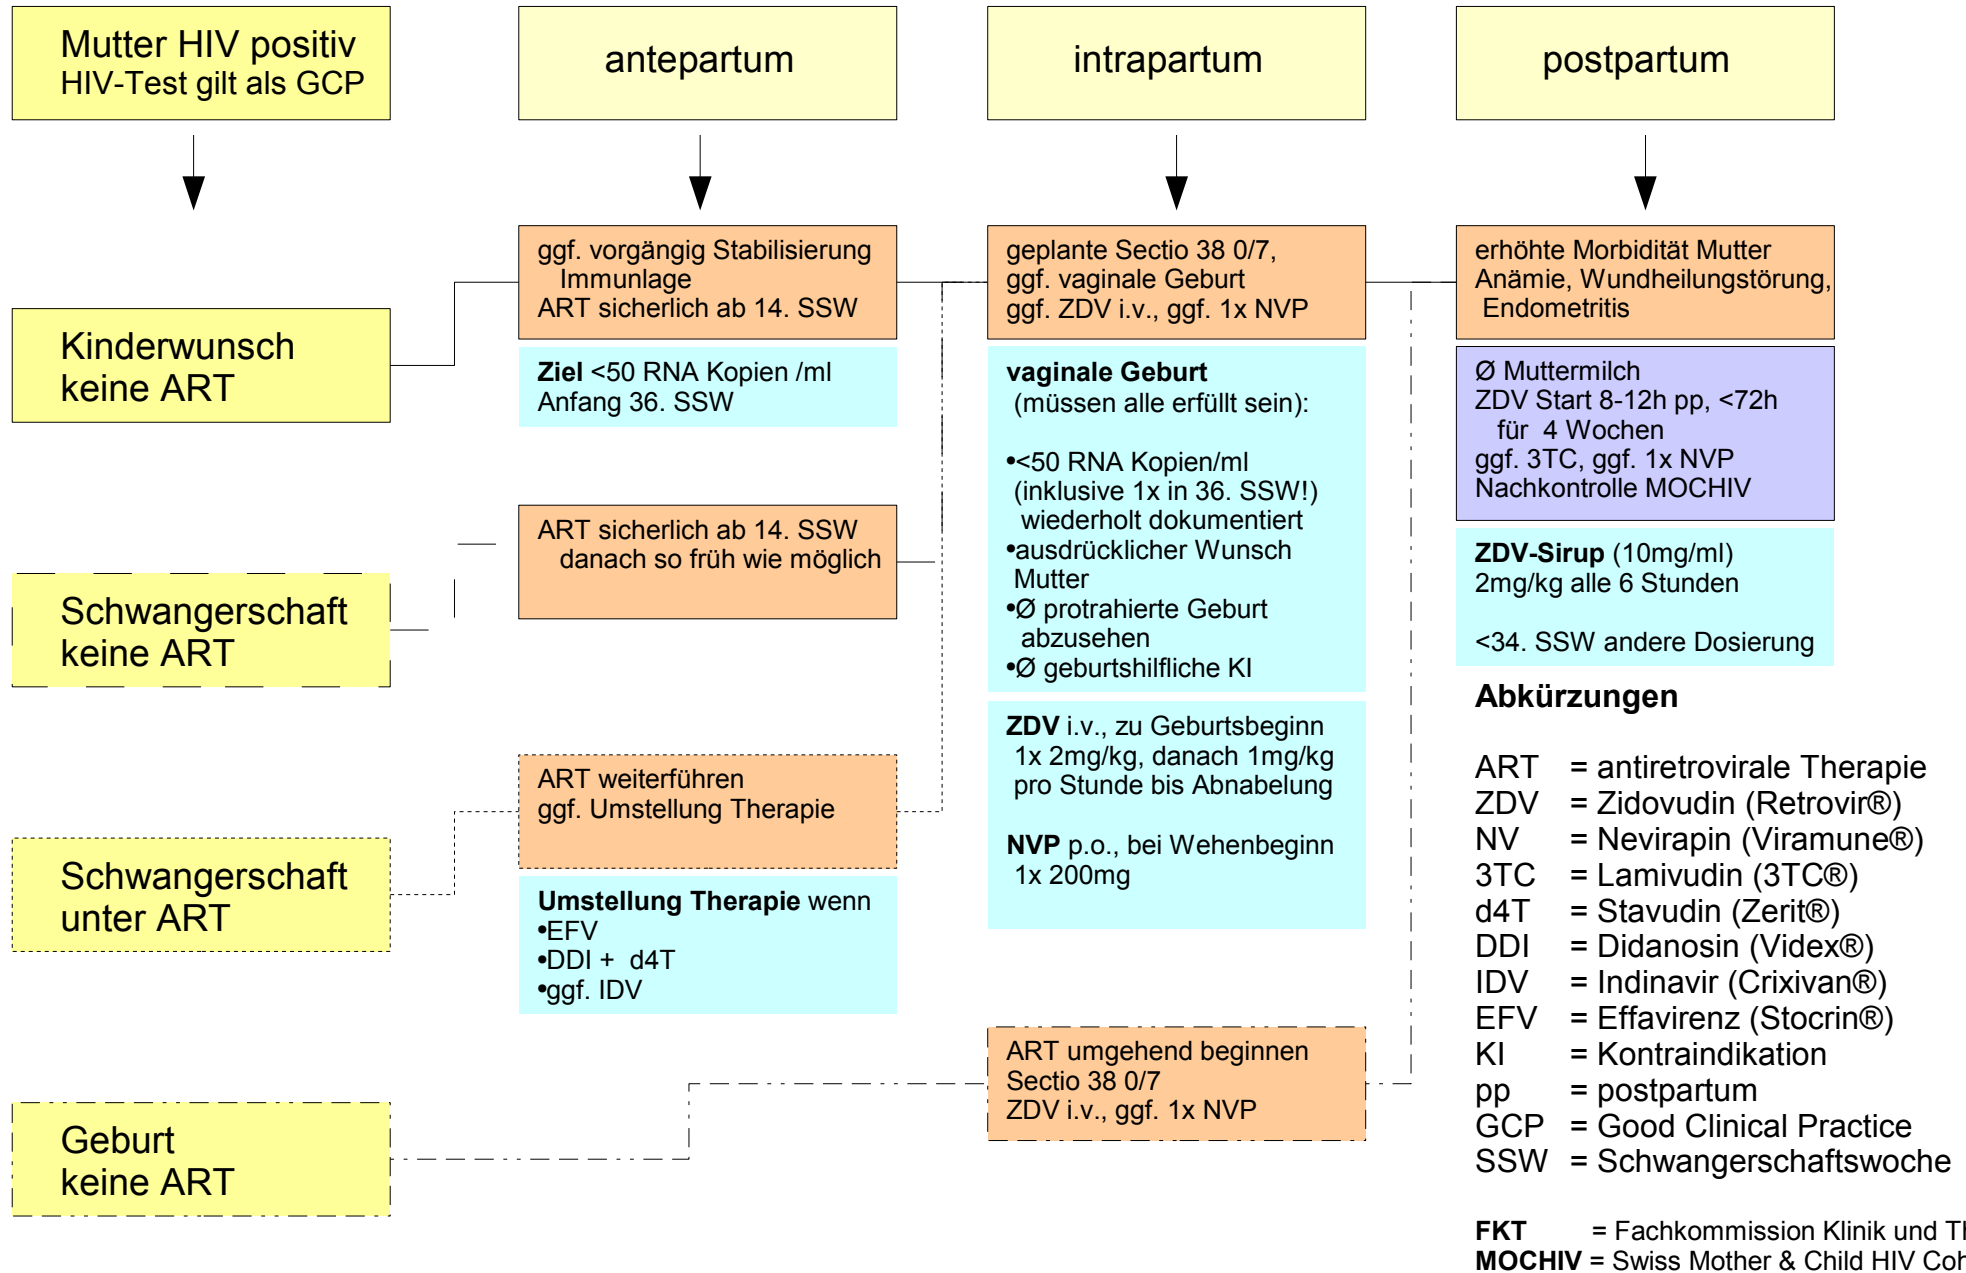 Mutter HIV positiv
HIV-Test gilt als GCP
antepartum
intrapartum
postpartum
Kinderwunsch
keine ART
ggf. vorgängig Stabilisierung
Immunlage
ART sicherlich ab 14. SSW
Ziel <50 RNA Kopien /ml
Anfang 36. SSW
geplante Sectio 38 0/7,
ggf. vaginale Geburt
ggf. ZDV i.v., ggf. 1x NVP
vaginale Geburt
(müssen alle erfüllt sein):
•<50 RNA Kopien/ml
(inklusive 1x in 36. SSW!)
wiederholt dokumentiert
•ausdrücklicher Wunsch
Mutter
•Ø protrahierte Geburt
abzusehen
•Ø geburtshilfliche KI
ZDV i.v., zu Geburtsbeginn
1x 2mg/kg, danach 1mg/kg
pro Stunde bis Abnabelung
NVP p.o., bei Wehenbeginn
1x 200mg
erhöhte Morbidität Mutter
Anämie, Wundheilungstörung,
Endometritis
Ø Muttermilch
ZDV Start 8-12h pp, <72h
für 4 Wochen
ggf. 3TC, ggf. 1x NVP
Nachkontrolle MOCHIV
ZDV-Sirup (10mg/ml)
2mg/kg alle 6 Stunden
<34. SSW andere Dosierung
Schwangerschaft
keine ART
ART sicherlich ab 14. SSW
danach so früh wie möglich
Schwangerschaft
unter ART
ART weiterführen
ggf. Umstellung Therapie
Umstellung Therapie wenn
•EFV
•DDI + d4T
•ggf. IDV
Geburt
keine ART
ART umgehend beginnen
Sectio 38 0/7
ZDV i.v., ggf. 1x NVP
Abkürzungen
ART = antiretrovirale Therapie
ZDV = Zidovudin (Retrovir®)
NV = Nevirapin (Viramune®)
3TC = Lamivudin (3TC®)
d4T = Stavudin (Zerit®)
DDI = Didanosin (Videx®)
IDV = Indinavir (Crixivan®)
EFV = Effavirenz (Stocrin®)
KI = Kontraindikation
pp = postpartum
GCP = Good Clinical Practice
SSW = Schwangerschaftswoche
FKT = Fachkommission Klinik und
MOCHIV = Swiss Mother & Child HIV